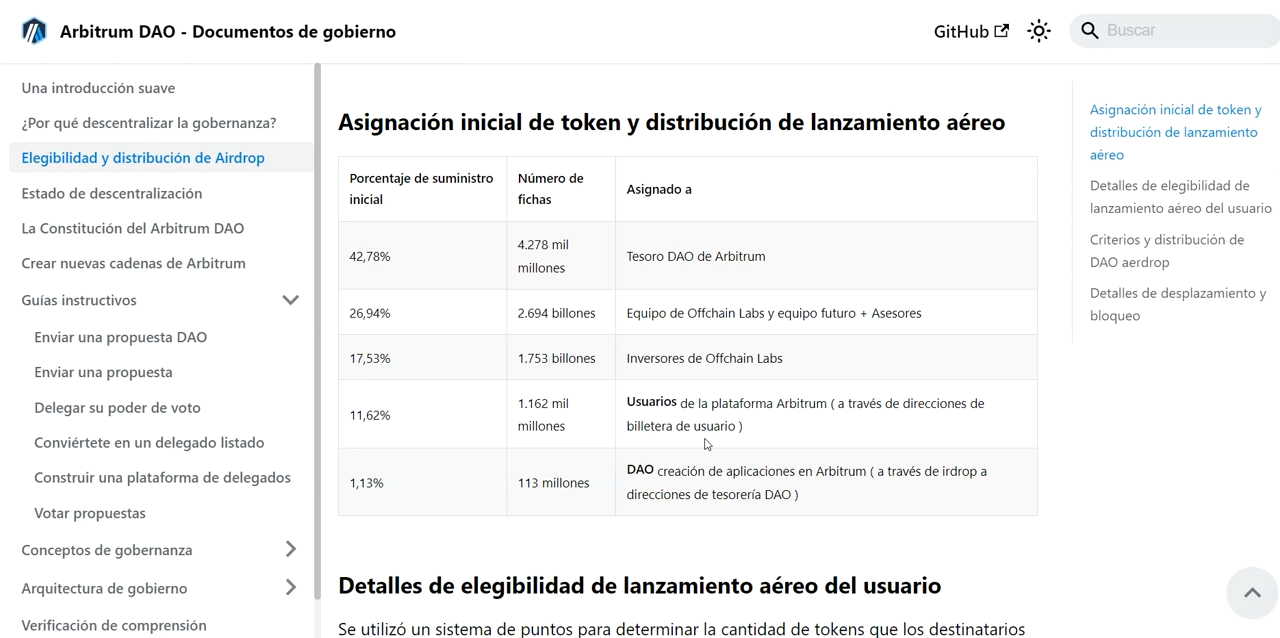 Arbitrum DAO - Documentos de gobierno
GitHub
Buscar
Una introducción suave
¿Por qué descentralizar la gobernanza?
Elegibilidad y distribución de Airdrop
Estado de descentralización
La Constitución del Arbitrum DAO
Crear nuevas cadenas de Arbitrum
Guías instructivos
Enviar una propuesta DAO
Enviar una propuesta
Delegar su poder de voto
Conviértete en un delegado listado
Construir una plataforma de delegados
Votar propuestas
Conceptos de gobernanza
Arquitectura de gobierno
Verificación de comprensión
Asignación inicial de token y distribución de lanzamiento aéreo
Porcentaje de suministro
inicial
Número de
fichas
Asignado a
42,78%
4.278 mil
millones
Tesoro DAO de Arbitrum
26,94%
2.694 billones
Equipo de Offchain Labs y equipo futuro + Asesores
17,53%
1.753 billones
Inversores de Offchain Labs
11,62%
1.162 mil
millones
Usuarios de la plataforma Arbitrum ( a través de direcciones de
billetera de usuario )
1,13%
113 millones
DAO creación de aplicaciones en Arbitrum ( a través de irdrop a
direcciones de tesorería DAO )
Detalles de elegibilidad de lanzamiento aéreo del usuario
Se utilizó un sistema de puntos para determinar la cantidad de tokens que los destinatarios
Asignación inicial de token y
distribución de lanzamiento
aéreo
Detalles de elegibilidad de
lanzamiento aéreo del usuario
Criterios y distribución de
DAO aerdrop
Detalles de desplazamiento y
bloqueo